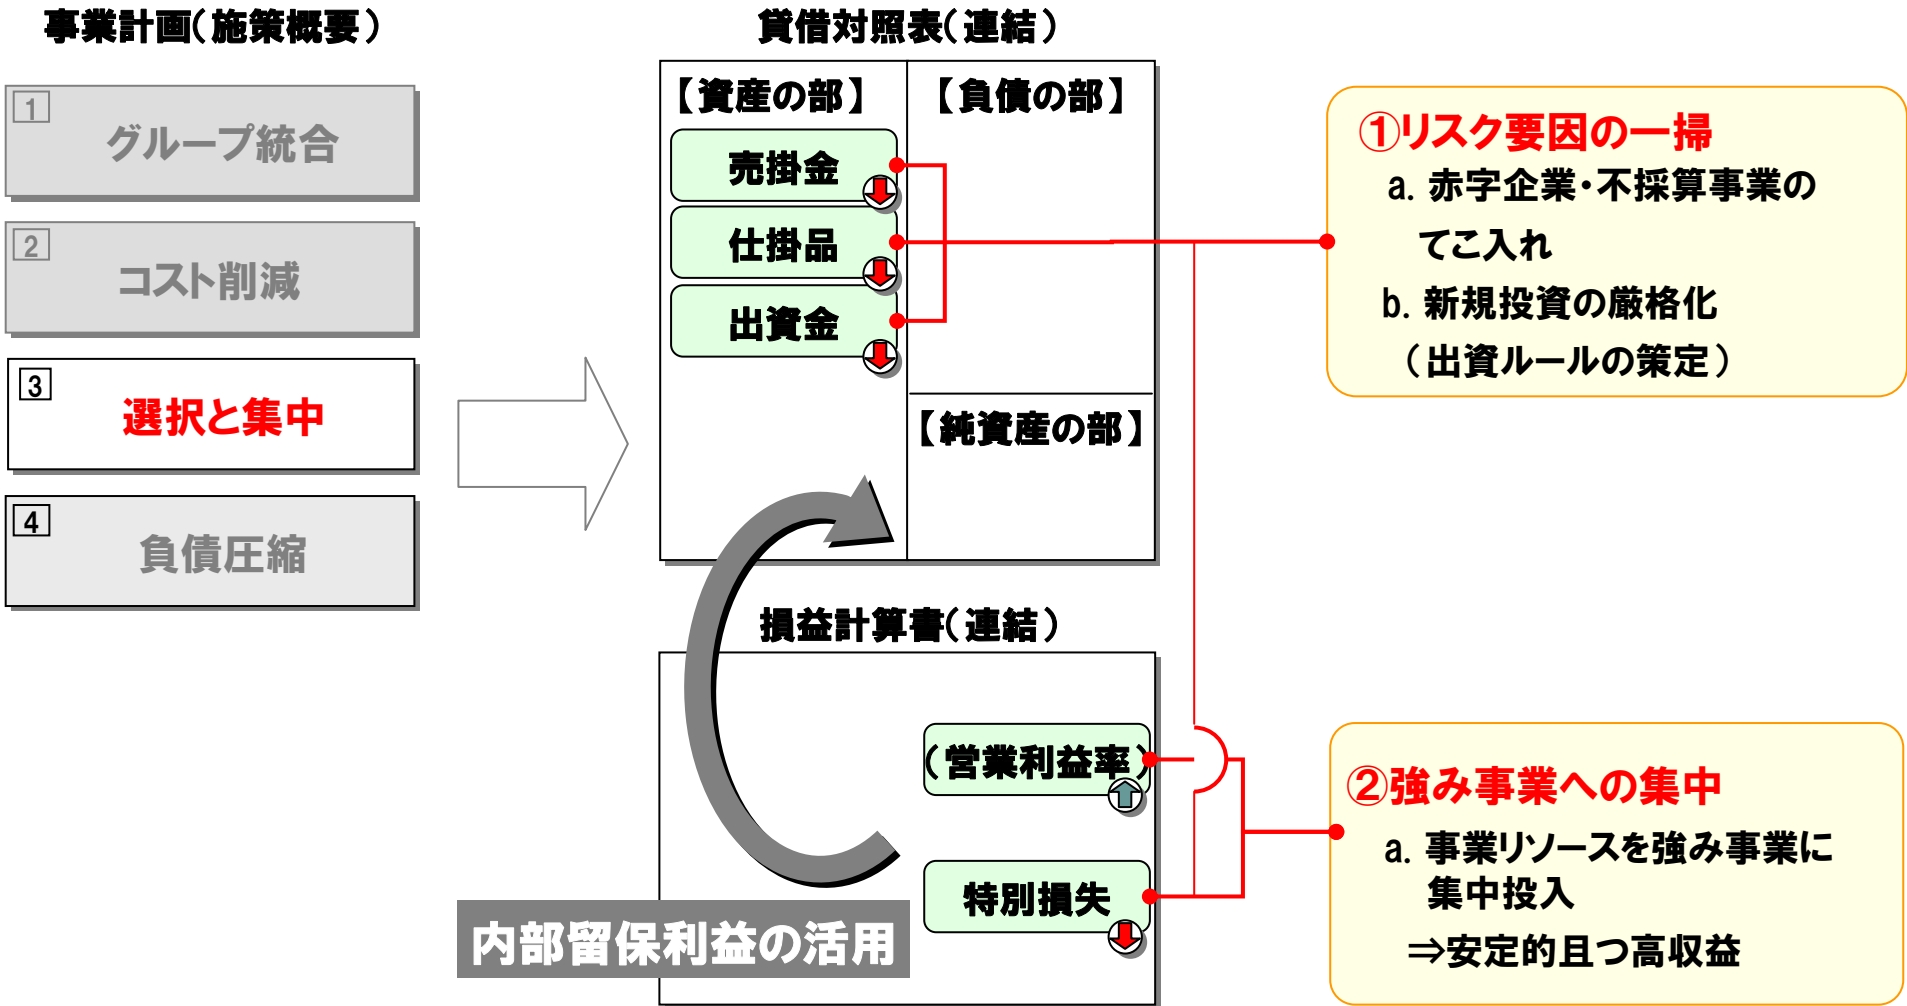 事業計画(施策概要)
1
グループ統合
2
コスト削減
3
選択と集中
4
負債圧縮
貸借対照表(連結)
【資産の部】
売掛金
仕掛品
出資金
【負債の部】
【純資産の部】
損益計算書(連結)
(営業利益率)
特別損失
内部留保利益の活用
①リスク要因の一掃
a. 赤字企業・不採算事業の
てこ入れ
b. 新規投資の厳格化
(出資ルールの策定)
②強み事業への集中
a. 事業リソースを強み事業に
集中投入
⇒安定的且つ高収益